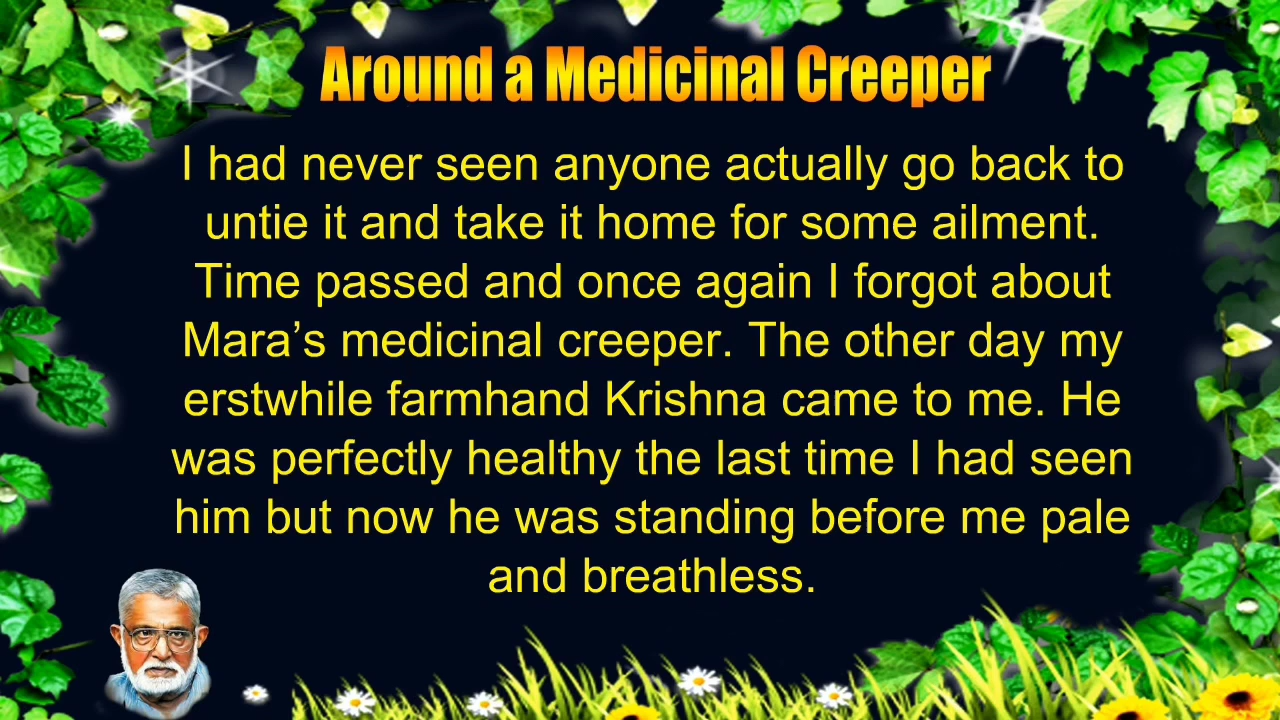 Around a Medicinal Creeper
I had never seen anyone actually go back to
untie it and take it home for some ailment.
Time passed and once again I forgot about
Mara’s medicinal creeper. The other day my
erstwhile farmhand Krishna came to me. He
was perfectly healthy the last time I had seen
him but now he was standing before me pale
and breathless.